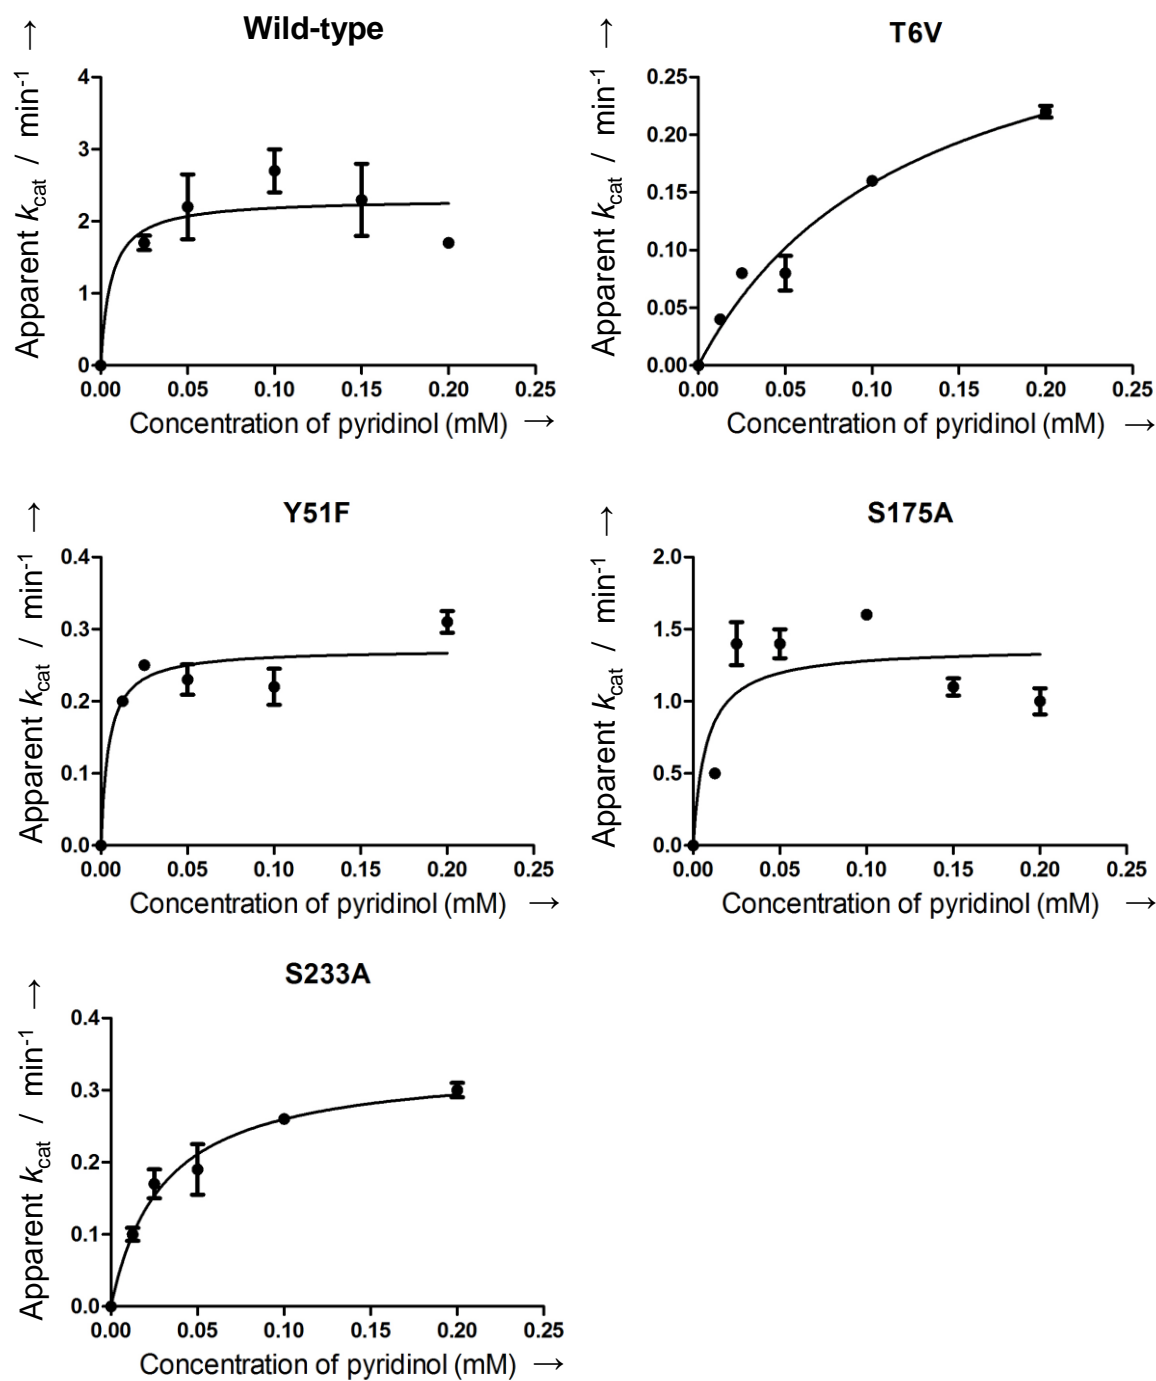 Wild-type
Apparent kcat / min-1 →
4
3
2
1
0
0.00 0.05 0.10 0.15 0.20 0.25
Concentration of pyridinol (mM) →
T6V
Apparent kcat / min-1 →
0.25
0.20
0.15
0.10
0.05
0.00
0.00 0.05 0.10 0.15 0.20 0.25
Concentration of pyridinol (mM) →
Y51F
Apparent kcat / min-1 →
0.4
0.3
0.2
0.1
0.0
0.00 0.05 0.10 0.15 0.20 0.25
Concentration of pyridinol (mM) →
S175A
Apparent kcat / min-1 →
2.0
1.5
1.0
0.5
0.0
0.00 0.05 0.10 0.15 0.20 0.25
Concentration of pyridinol (mM) →
S233A
Apparent kcat / min-1 →
0.4
0.3
0.2
0.1
0.0
0.00 0.05 0.10 0.15 0.20 0.25
Concentration of pyridinol (mM) →